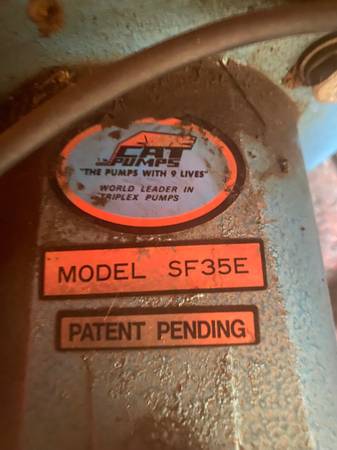 CAT
PUMPS
"THE PUMPS WITH 9 LIVES"
WORLD LEADER IN
TRIPLEX PUMPS
MODEL SF35E
PATENT PENDING